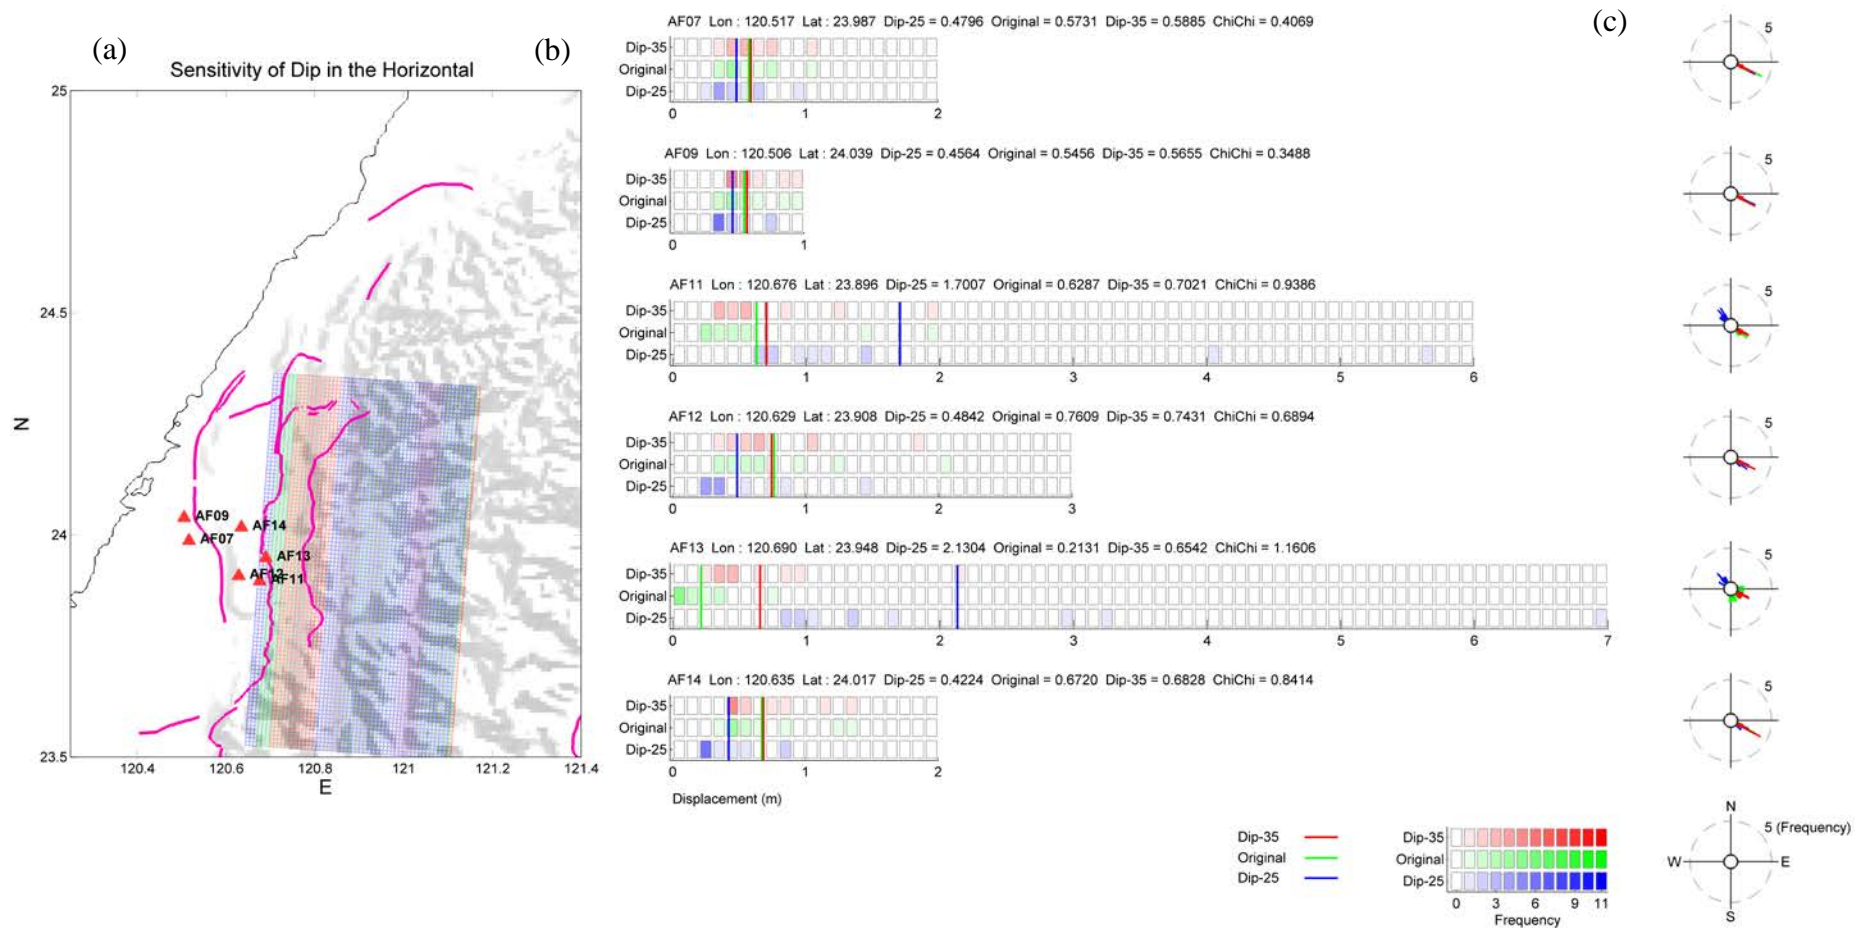 (a)
Sensitivity of Dip in the Horizontal
25
24.5
24
23.5
N
120.4 120.6 120.8 121 121.2 121.4
E
AF09
AF07
AF14
AF13
AF12
AF11
(b)
AF07 Lon : 120.517 Lat : 23.987 Dip-25 = 0.4796 Original = 0.5731 Dip-35 = 0.5885 ChiChi = 0.4069
Dip-35
Original
Dip-25
0 1 2
AF09 Lon : 120.506 Lat : 24.039 Dip-25 = 0.4564 Original = 0.5456 Dip-35 = 0.5655 ChiChi = 0.3488
Dip-35
Original
Dip-25
0 1
AF11 Lon : 120.676 Lat : 23.896 Dip-25 = 1.7007 Original = 0.6287 Dip-35 = 0.7021 ChiChi = 0.9386
Dip-35
Original
Dip-25
0 1 2 3 4 5 6
AF12 Lon : 120.629 Lat : 23.908 Dip-25 = 0.4842 Original = 0.7609 Dip-35 = 0.7431 ChiChi = 0.6894
Dip-35
Original
Dip-25
0 1 2 3
AF13 Lon : 120.690 Lat : 23.948 Dip-25 = 2.1304 Original = 0.2131 Dip-35 = 0.6542 ChiChi = 1.1606
Dip-35
Original
Dip-25
0 1 2 3 4 5 6 7
AF14 Lon : 120.635 Lat : 24.017 Dip-25 = 0.4224 Original = 0.6720 Dip-35 = 0.6828 ChiChi = 0.8414
Dip-35
Original
Dip-25
0 1 2
Displacement (m)
Dip-35
Original
Dip-25
Dip-35
Original
Dip-25
0 3 6 9 11
Frequency
(c)
5
5
5
5
5
5
N
5 (Frequency)
W E
S